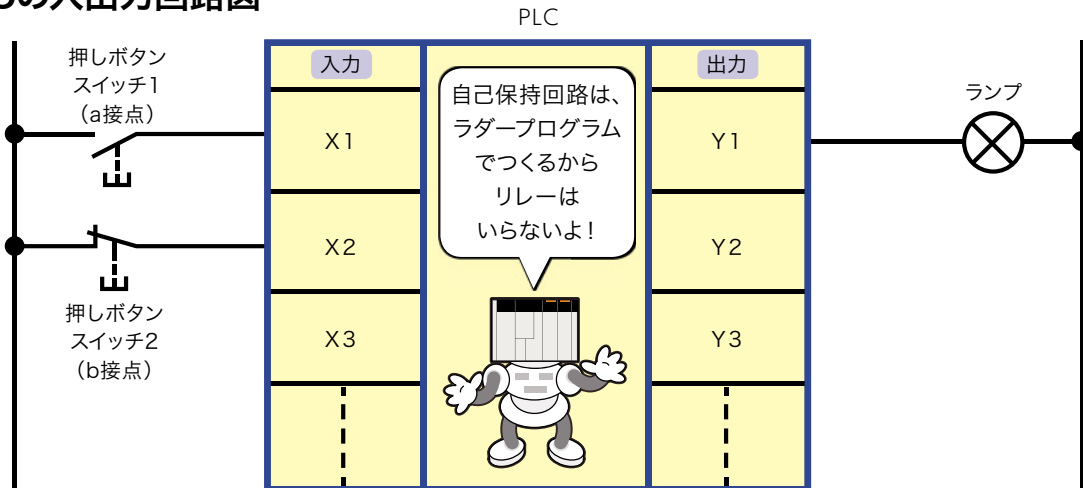 の入出力回路図
PLC
押しボタン
スイッチ1
（a接点）
入力
出力
ランプ
自己保持回路は、
ラダープログラム
でつくるから
リレーは
いらないよ！
X1
Y1
X2
Y2
押しボタン
スイッチ2
（b接点）
X3
Y3